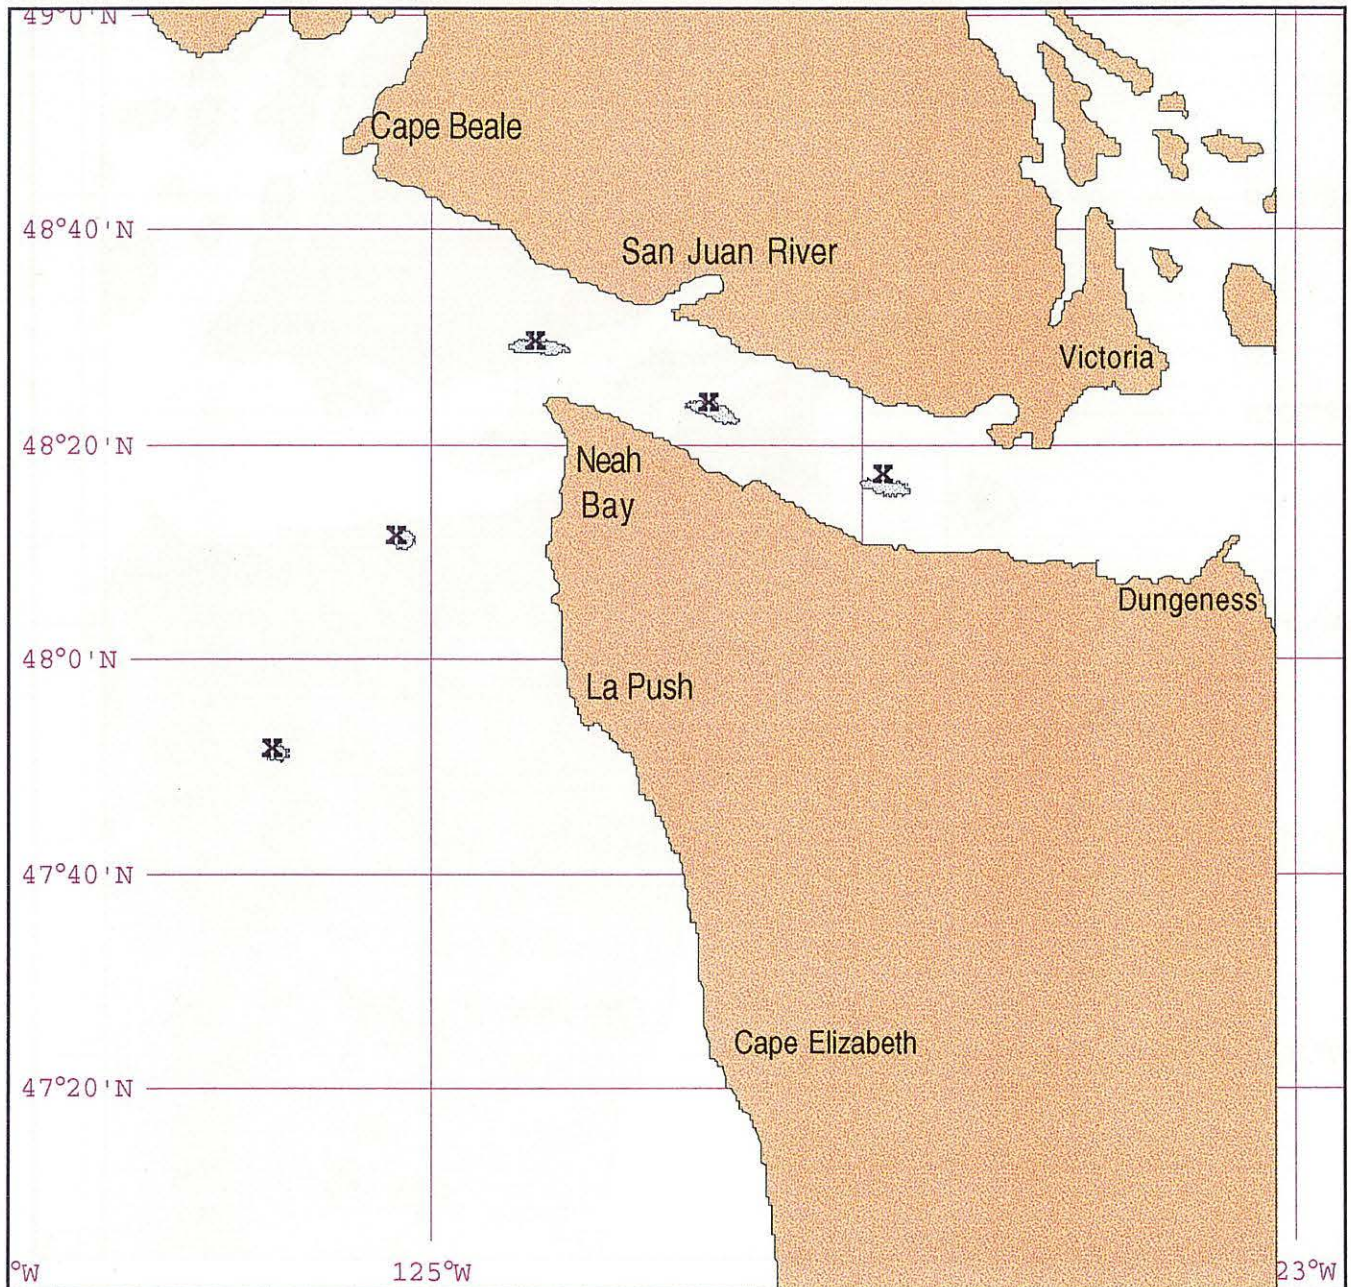 49°0'N
Cape Beale
48°40'N
San Juan River
X
Victoria
X
48°20'N
Neah
Bay
X
X
Dungeness
48°0'N
La Push
X
47°40'N
Cape Elizabeth
47°20'N
°W
125°W
23°W